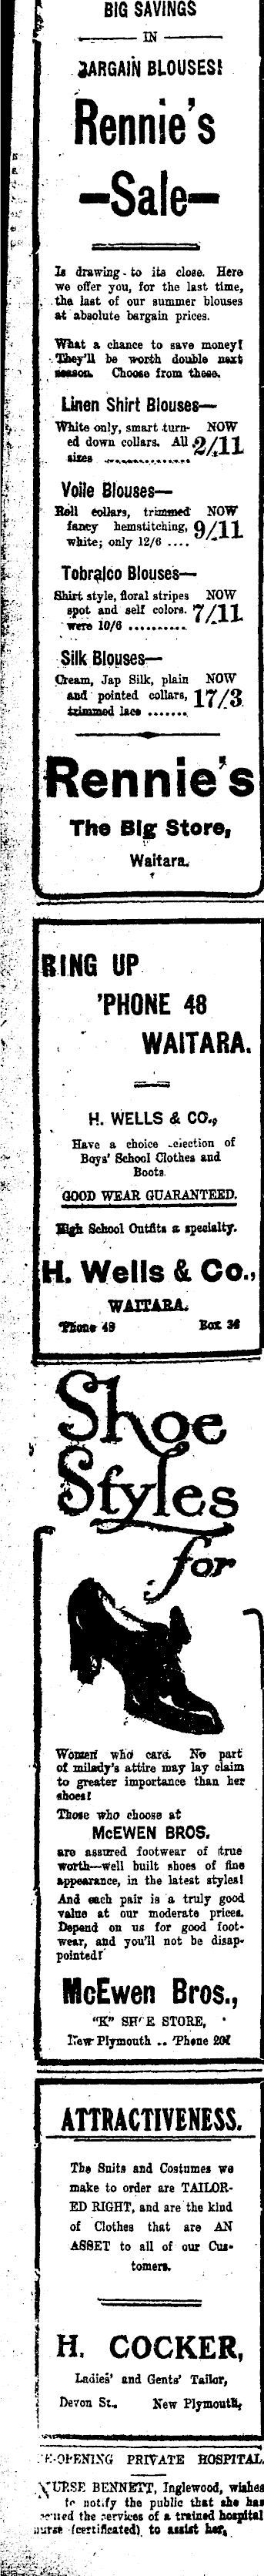 BIG SAVINGS
IN
BARGAIN BLOUSES!
Rennie's
—Sale—
Is drawing to its close. Here
we offer you, for the last time,
the last of our summer blouses
at absolute bargain prices.
What a chance to save money!
They'll be worth double next
season. Choose from these.
Linen Shirt Blouses—
White only, smart turn- NOW
ed down collars. All 2/11
sizes ................
Voile Blouses—
Roll collars, trimmed NOW
fancy hemstitching, 9/11
white; only 12/6 ....
Tobralco Blouses—
Shirt style, floral stripes NOW
spot and self colors. 7/11
were 10/6 ..........
Silk Blouses—
Cream, Jap Silk, plain NOW
and pointed collars, 17/3
trimmed lace .......
Rennie's
The Big Store,
Waitara.
RING UP
'PHONE 48
WAITARA.
H. WELLS & CO.,
Have a choice selection of
Boys' School Clothes and
Boots.
GOOD WEAR GUARANTEED.
High School Outfits a specialty.
H. Wells & Co.,
WAITARA.
'Phone 48 Box 36
Shoe
Styles
for
Women who care. No part
of milady's attire may lay claim
to greater importance than her
shoes!
Those who choose at
McEWEN BROS.
are assured footwear of true
worth—well built shoes of fine
appearance, in the latest styles!
And each pair is a truly good
value at our moderate prices.
Depend on us for good foot-
wear, and you'll not be disap-
pointed!
McEwen Bros.,
"K" SHOE STORE,
New Plymouth .. 'Phone
ATTRACTIVENESS.
The Suits and Costumes we
make to order are TAILOR-
ED RIGHT, and are the kind
of Clothes that are AN
ASSET to all of our Cus-
tomers.
H. COCKER,
Ladies' and Gents' Tailor,
Devon St., New Plymouth,
RE-OPENING PRIVATE HOSPITAL.
NURSE BENNETT, Inglewood, wishes
to notify the public that she has
the services of a trained hospital
nurse (certificated) to assist her,